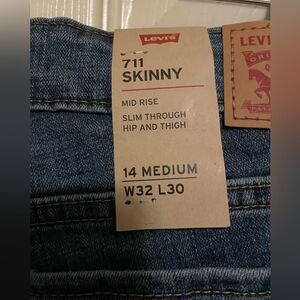 LEVI'S
711
SKINNY
MID RISE
SLIM THROUGH
HIP AND THIGH
14 MEDIUM
W32 L30
LEVI